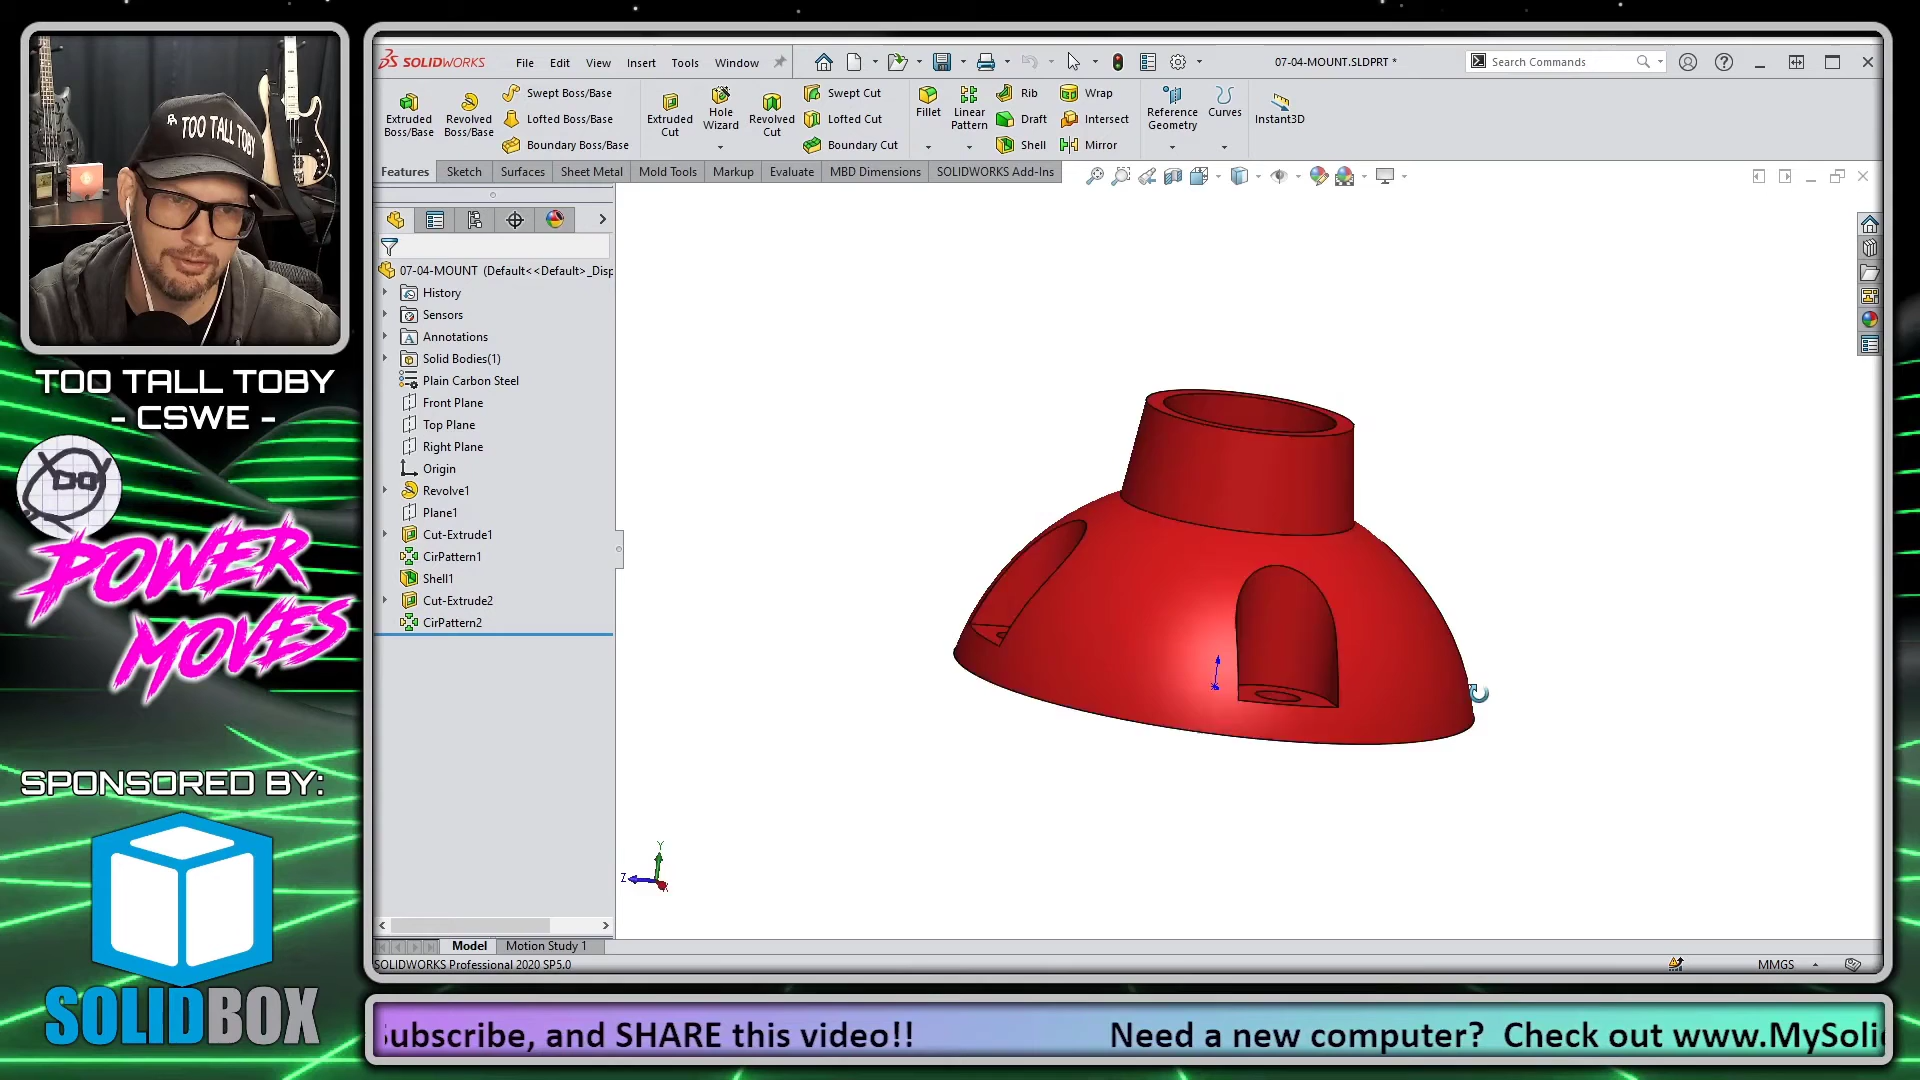 TOO TALL TOBY
TOO TALL TOBY
- CSWE -
POWER
MOVES
SPONSORED BY:
SOLIDBOX
SOLIDWORKS
File Edit View Insert Tools Window
07-04-MOUNT.SLDPRT *
Search Commands
Extruded Boss/Base
Revolved Boss/Base
Swept Boss/Base
Lofted Boss/Base
Boundary Boss/Base
Extruded Cut
Hole Wizard
Revolved Cut
Swept Cut
Lofted Cut
Boundary Cut
Fillet
Linear Pattern
Rib
Draft
Shell
Wrap
Intersect
Mirror
Reference Geometry
Curves
Instant3D
Features Sketch Surfaces Sheet Metal Mold Tools Markup Evaluate MBD Dimensions SOLIDWORKS Add-Ins
07-04-MOUNT (Default<<Default>_Disp
History
Sensors
Annotations
Solid Bodies(1)
Plain Carbon Steel
Front Plane
Top Plane
Right Plane
Origin
Revolve1
Plane1
Cut-Extrude1
CirPattern1
Shell1
Cut-Extrude2
CirPattern2
Y
Z
X
Model Motion Study 1
SOLIDWORKS Professional 2020 SP5.0
MMGS
Subscribe, and SHARE this video!! Need a new computer? Check out www.MySoli